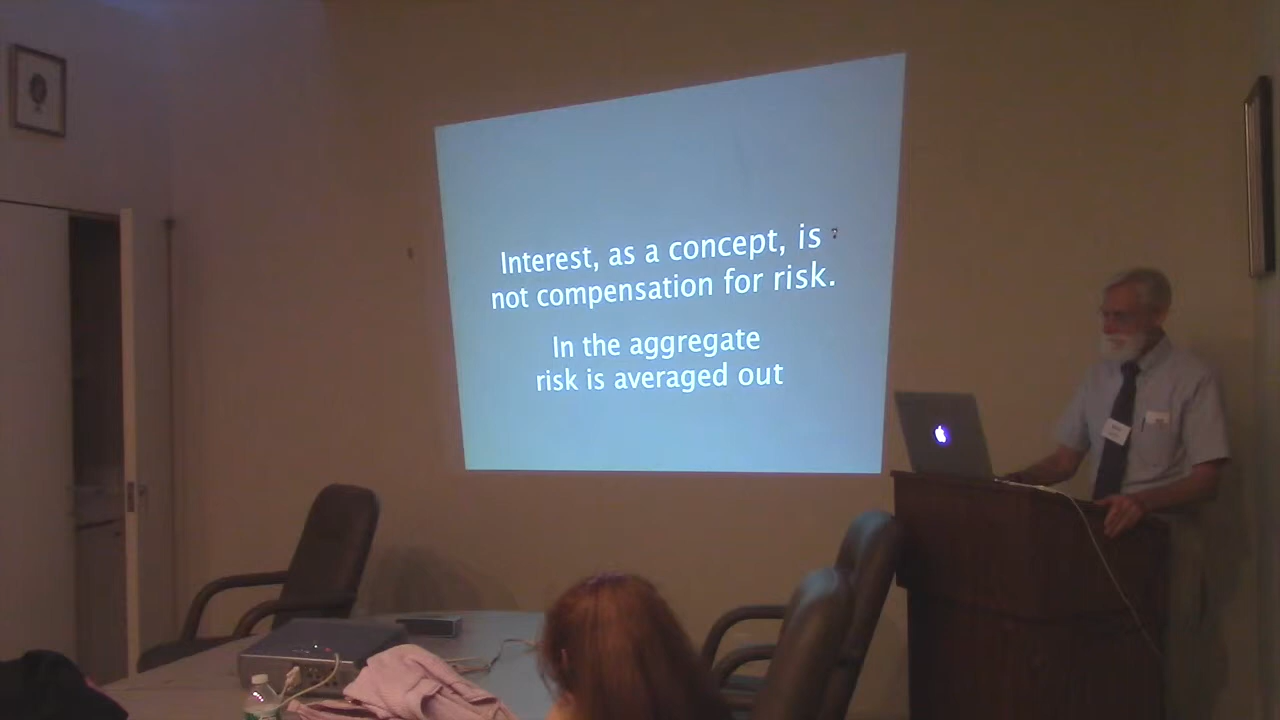 Interest, as a concept, is
not compensation for risk.
In the aggregate
risk is averaged out